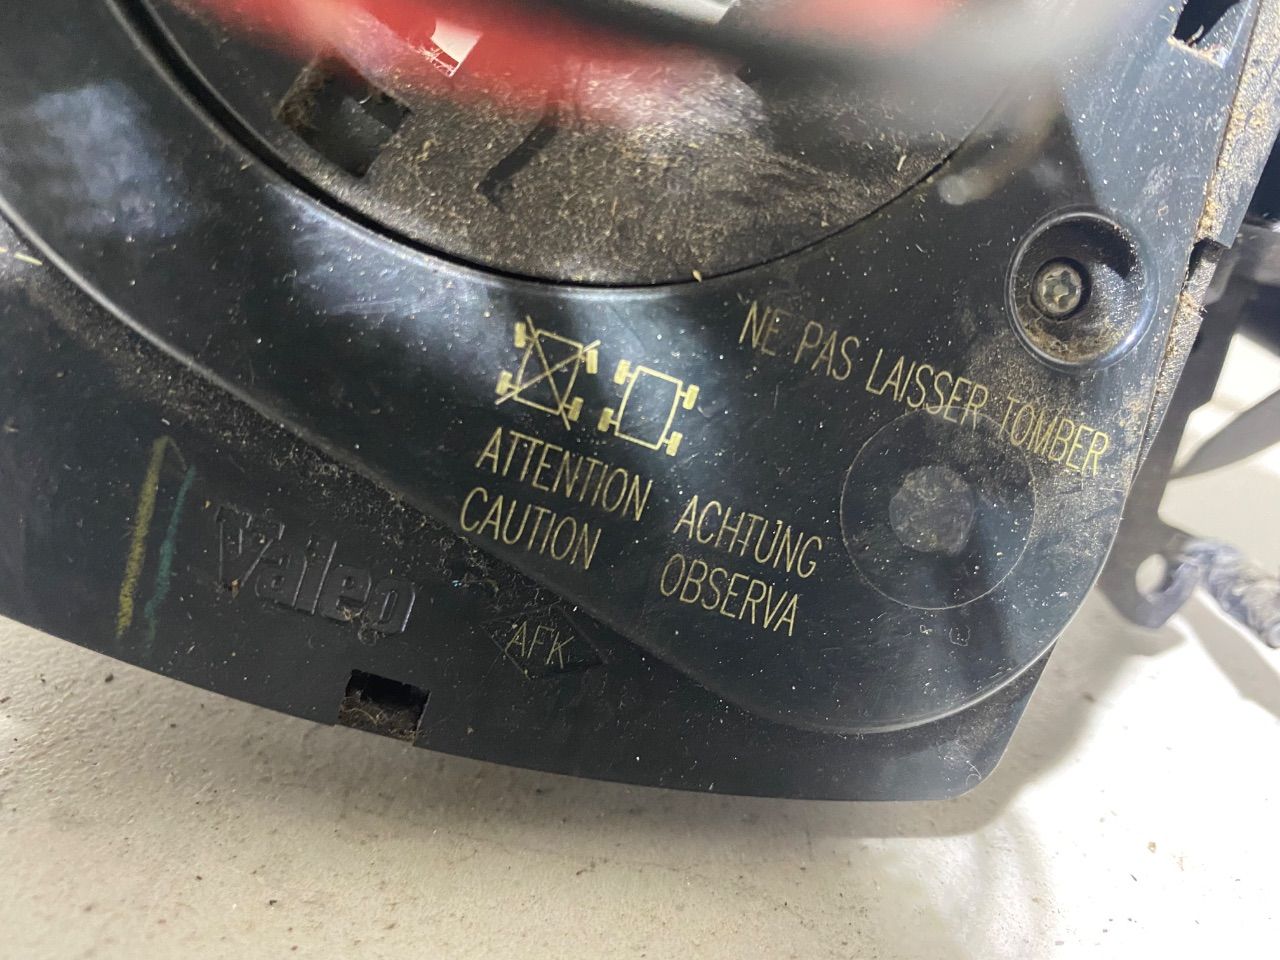 NE PAS LAISSER TOMBER
ATTENTION ACHTUNG
CAUTION OBSERVA
Valeo
AFK